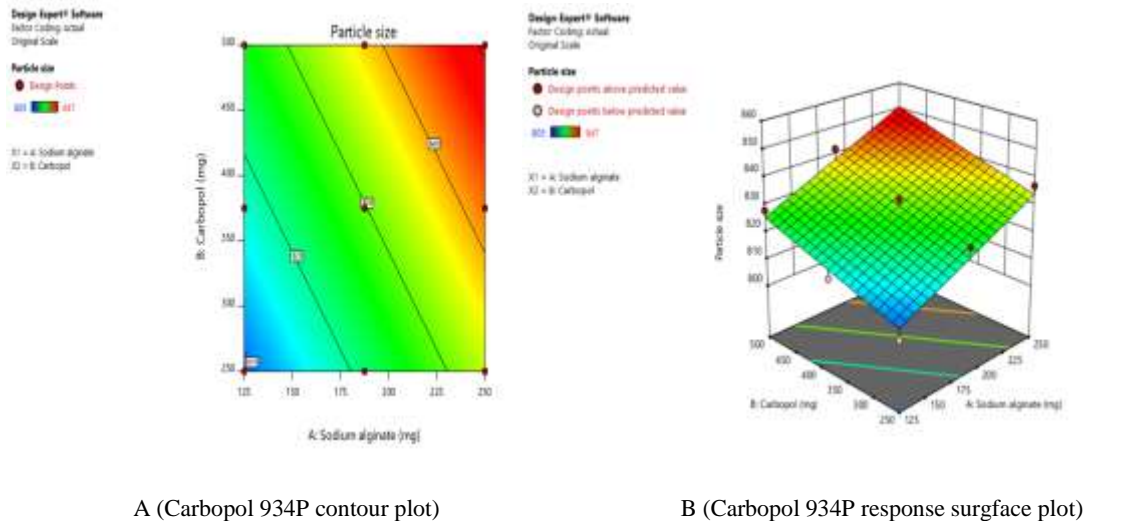 Design Expert® Software
Factor Coding: actual
Original Scale
Particle size
Design Points
X1 = A: Sodium alginate
X2 = B: Carbopol
Particle size
B: Carbopol (mg)
500
450
400
350
300
250
125
150
175
200
225
250
A: Sodium alginate (mg)
Design Expert® Software
Factor Coding: actual
Original Scale
Particle size
Design points above predicted value
Design points below predicted value
X1 = A: Sodium alginate
X2 = B: Carbopol
Particle size
860
850
840
830
820
810
800
500
450
400
350
300
250
B: Carbopol (mg)
125
150
175
200
225
250
A: Sodium alginate (mg)
A (Carbopol 934P contour plot)
B (Carbopol 934P response surgface plot)